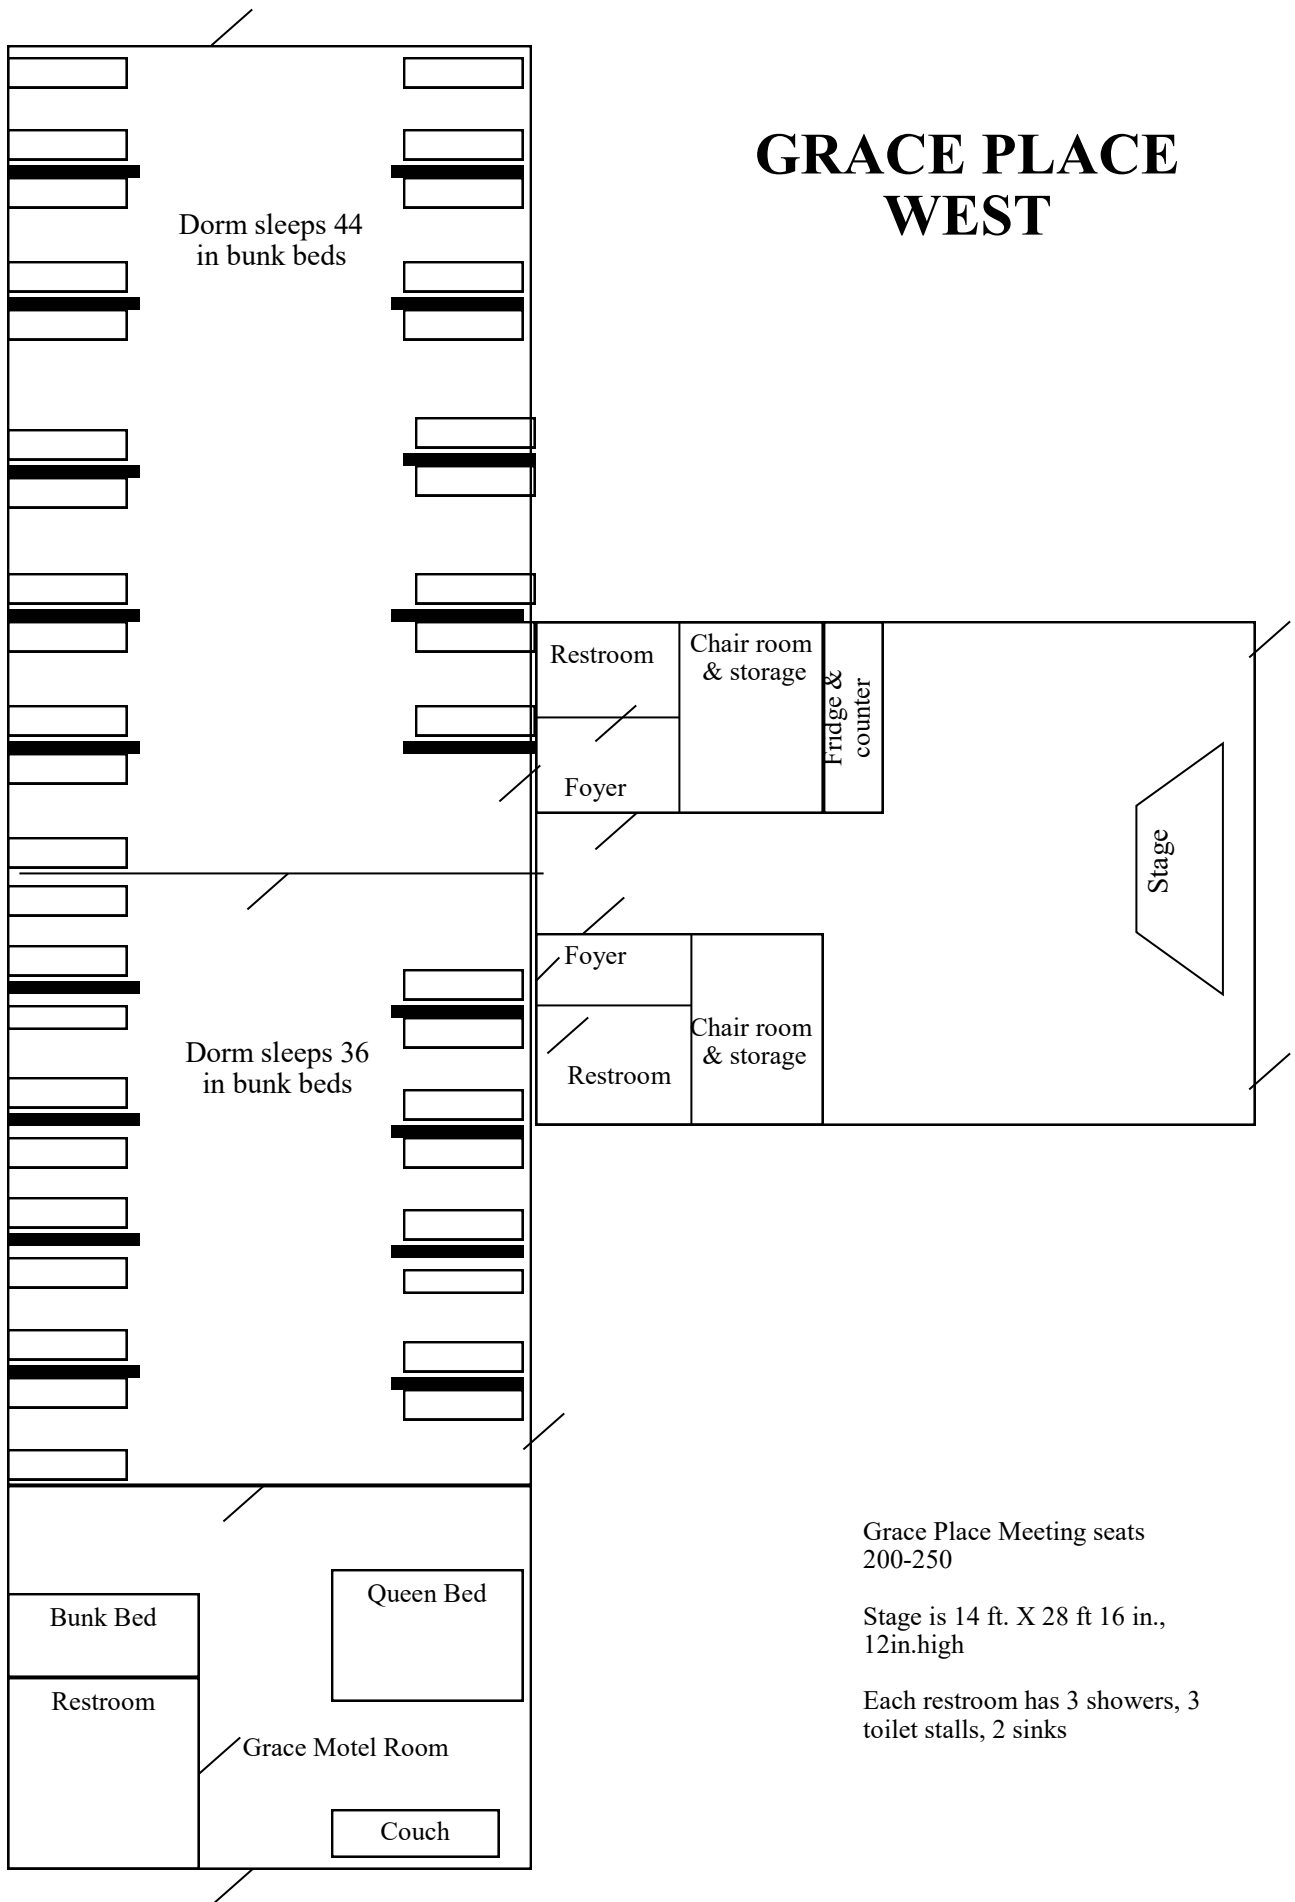 GRACE PLACE
WEST
Dorm sleeps 44
in bunk beds
Restroom
Chair room
& storage
Fridge &
counter
Foyer
Stage
Foyer
Chair room
& storage
Restroom
Dorm sleeps 36
in bunk beds
Queen Bed
Bunk Bed
Restroom
Grace Motel Room
Couch
Grace Place Meeting seats
200-250
Stage is 14 ft. X 28 ft 16 in.,
12in.high
Each restroom has 3 showers, 3
toilet stalls, 2 sinks